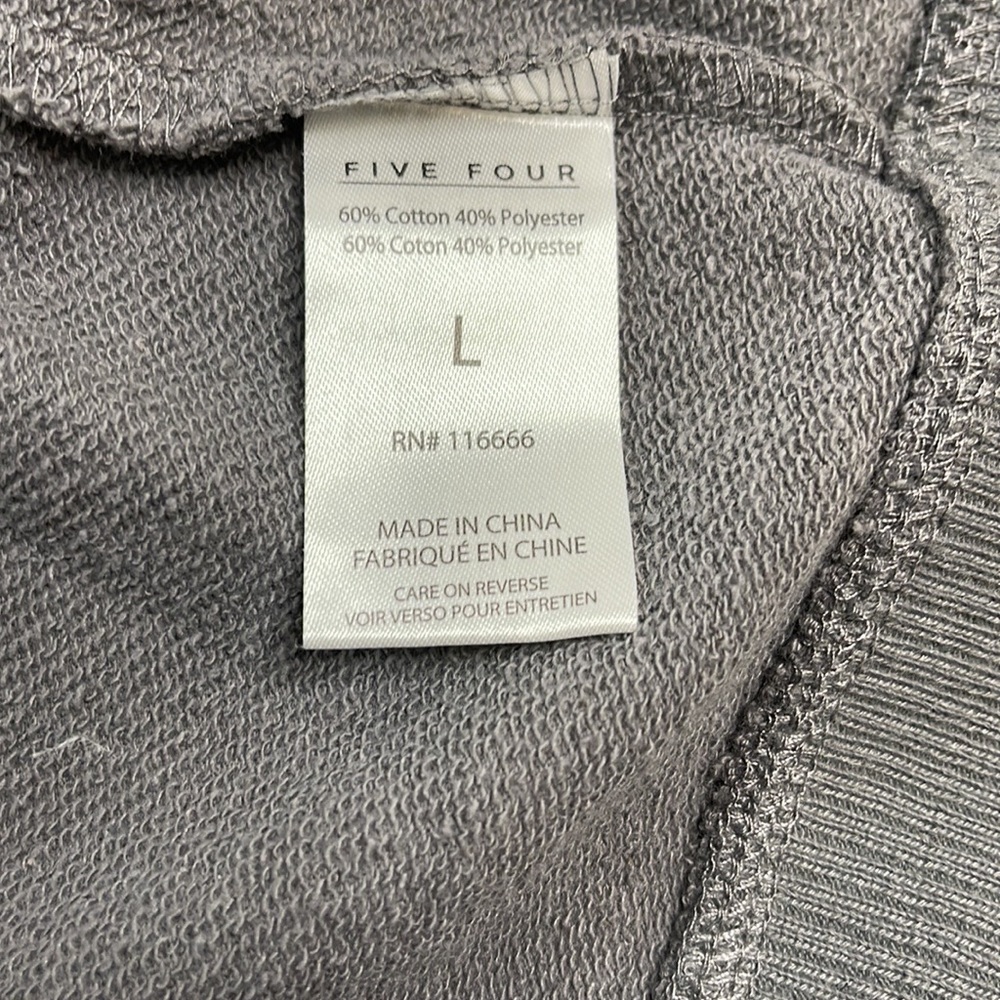 FIVE FOUR
60% Cotton 40% Polyester
60% Coton 40% Polyester
L
RN# 116666
MADE IN CHINA
FABRIQUÉ EN CHINE
CARE ON REVERSE
VOIR VERSO POUR ENTRETIEN